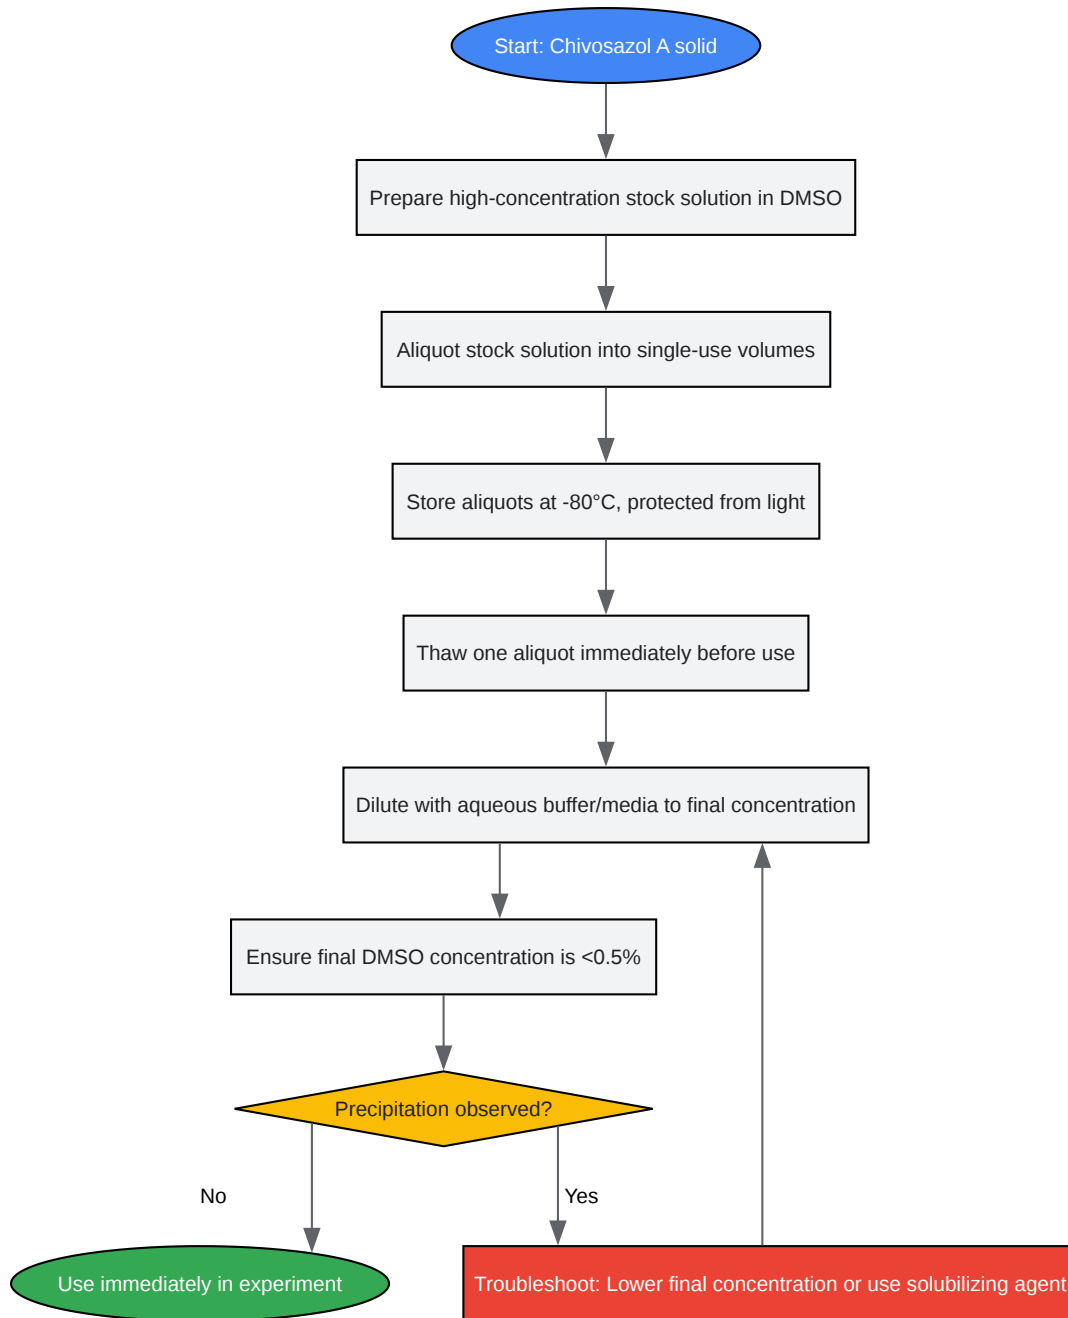 Start: Chivosazol A solid
Prepare high-concentration stock solution in DMSO
Aliquot stock solution into single-use volumes
Store aliquots at -80°C, protected from light
Thaw one aliquot immediately before use
Dilute with aqueous buffer/media to final concentration
Ensure final DMSO concentration is <0.5%
Precipitation observed?
No
Yes
Use immediately in experiment
Troubleshoot: Lower final concentration or use solubilizing agent